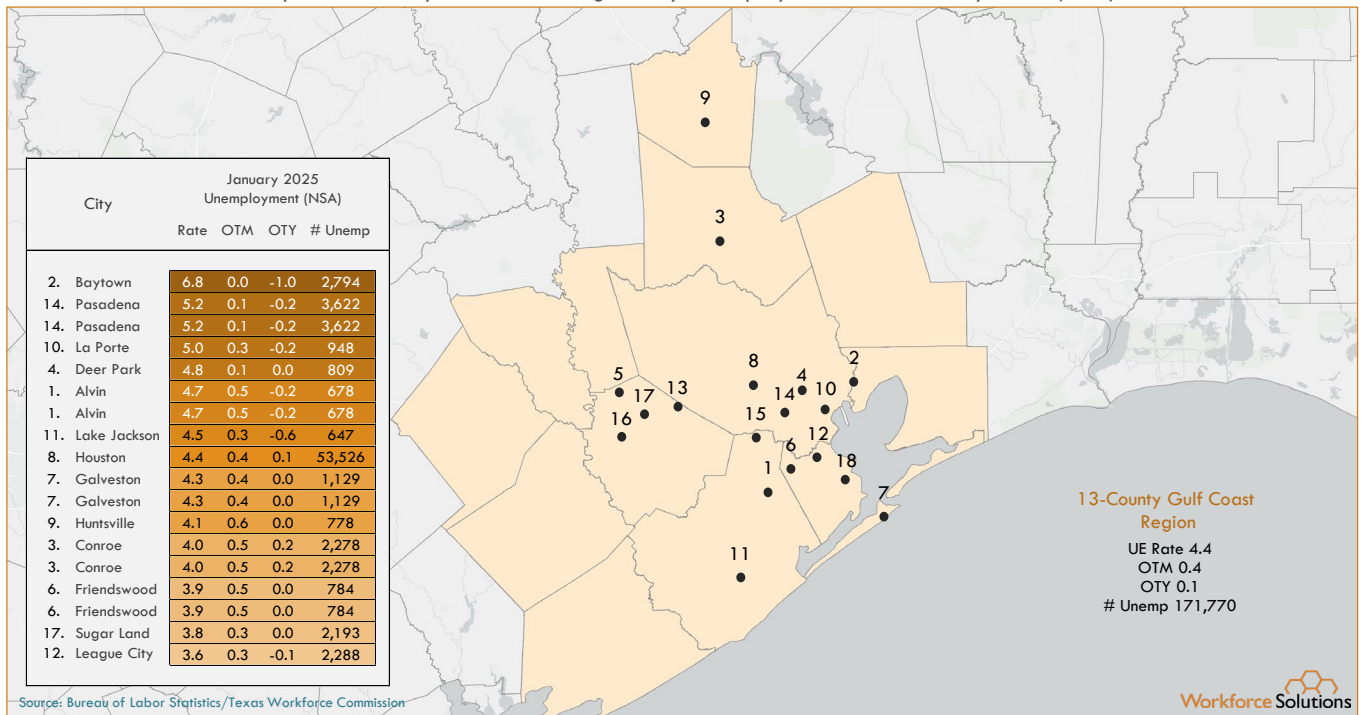 City
January 2025
Unemployment (NSA)
Rate OTM OTY # Unemp
2. Baytown 6.8 0.0 -1.0 2,794
14. Pasadena 5.2 0.1 -0.2 3,622
14. Pasadena 5.2 0.1 -0.2 3,622
10. La Porte 5.0 0.3 -0.2 948
4. Deer Park 4.8 0.1 0.0 809
1. Alvin 4.7 0.5 -0.2 678
1. Alvin 4.7 0.5 -0.2 678
11. Lake Jackson 4.5 0.3 -0.6 647
8. Houston 4.4 0.4 0.1 53,526
7. Galveston 4.3 0.4 0.0 1,129
7. Galveston 4.3 0.4 0.0 1,129
9. Huntsville 4.1 0.6 0.0 778
3. Conroe 4.0 0.5 0.2 2,278
3. Conroe 4.0 0.5 0.2 2,278
6. Friendswood 3.9 0.5 0.0 784
6. Friendswood 3.9 0.5 0.0 784
17. Sugar Land 3.8 0.3 0.0 2,193
12. League City 3.6 0.3 -0.1 2,288
9
3
2
8
4
5
13
17
14
10
16
15
12
6
18
1
7
11
13-County Gulf Coast
Region
UE Rate 4.4
OTM 0.4
OTY 0.1
# Unemp 171,770
Source: Bureau of Labor Statistics/Texas Workforce Commission
Workforce Solutions